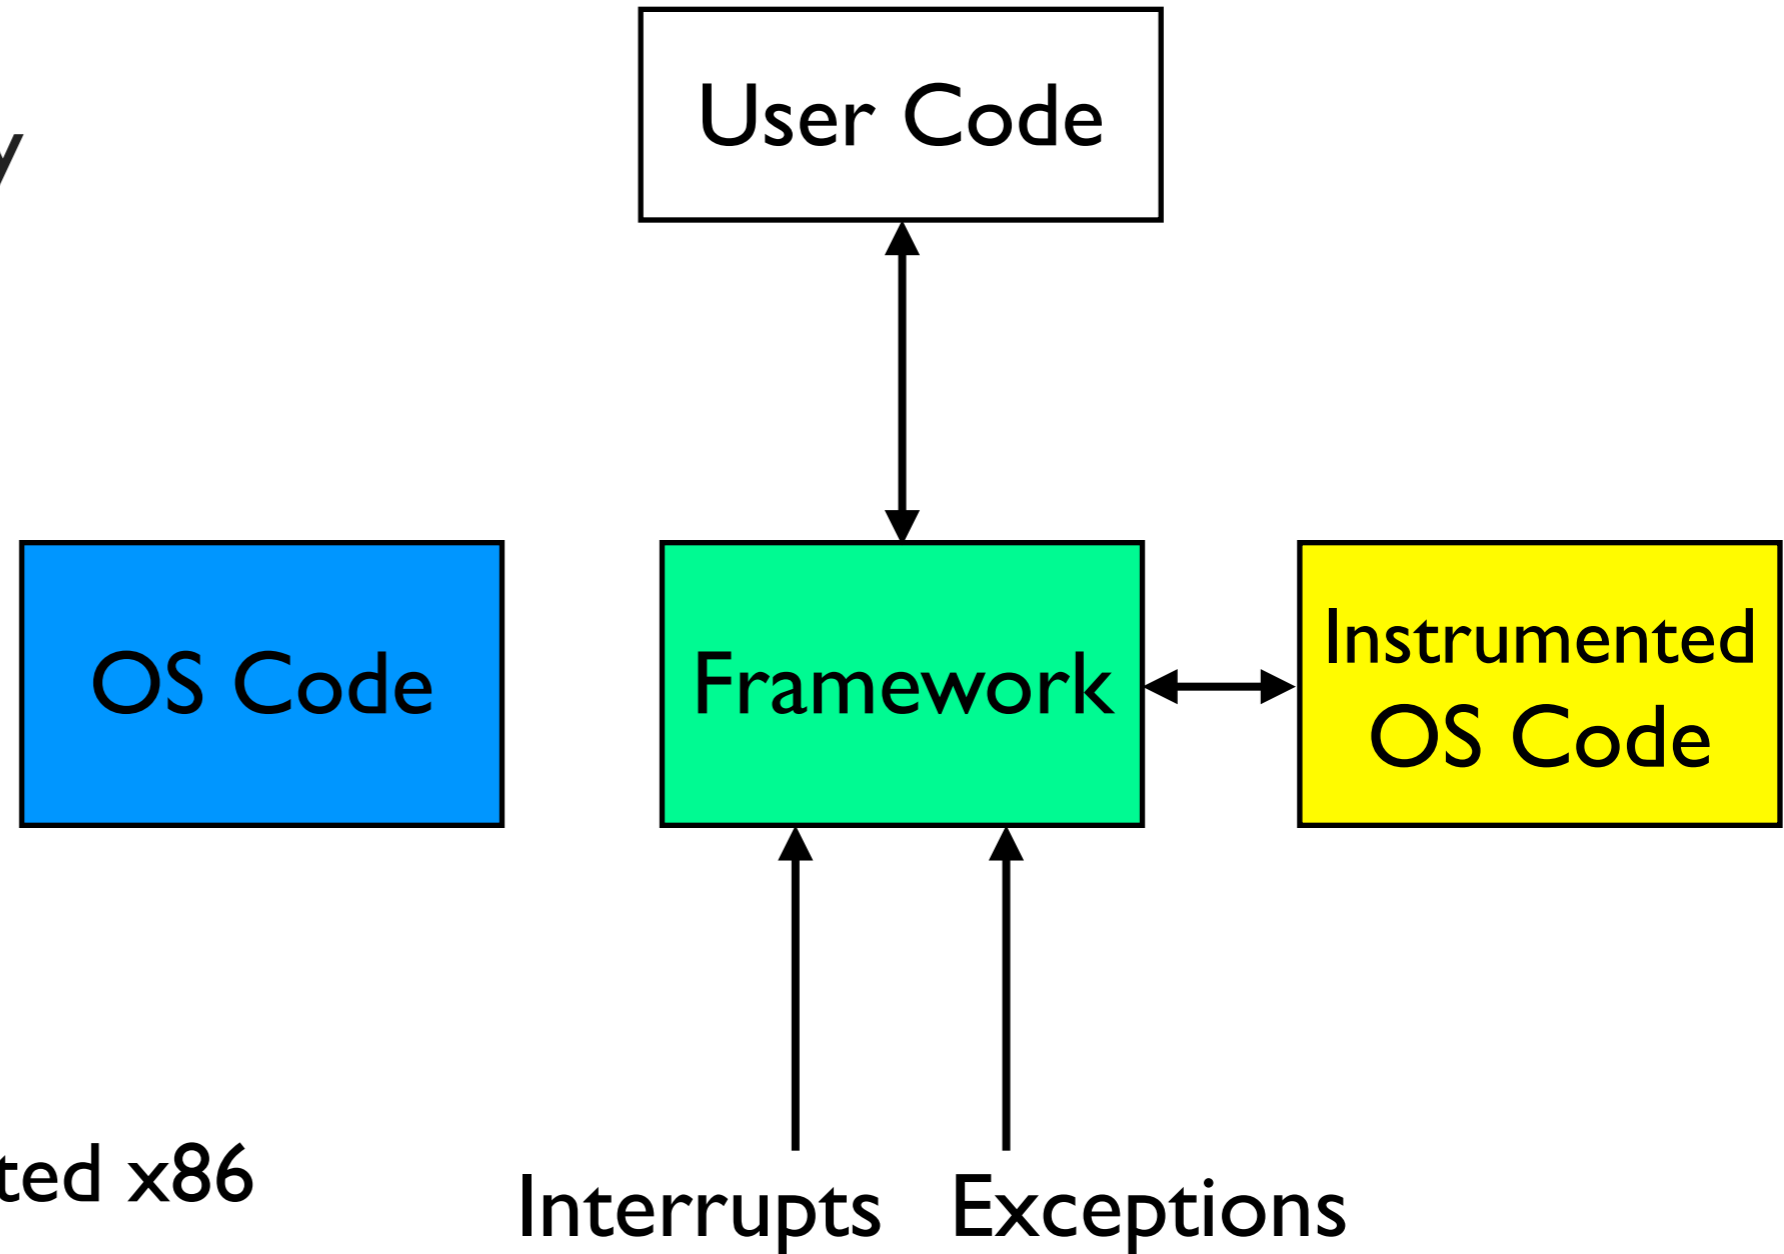 User Code
y
OS Code
Framework
Instrumented
OS Code
ted x86
Interrupts
Exceptions